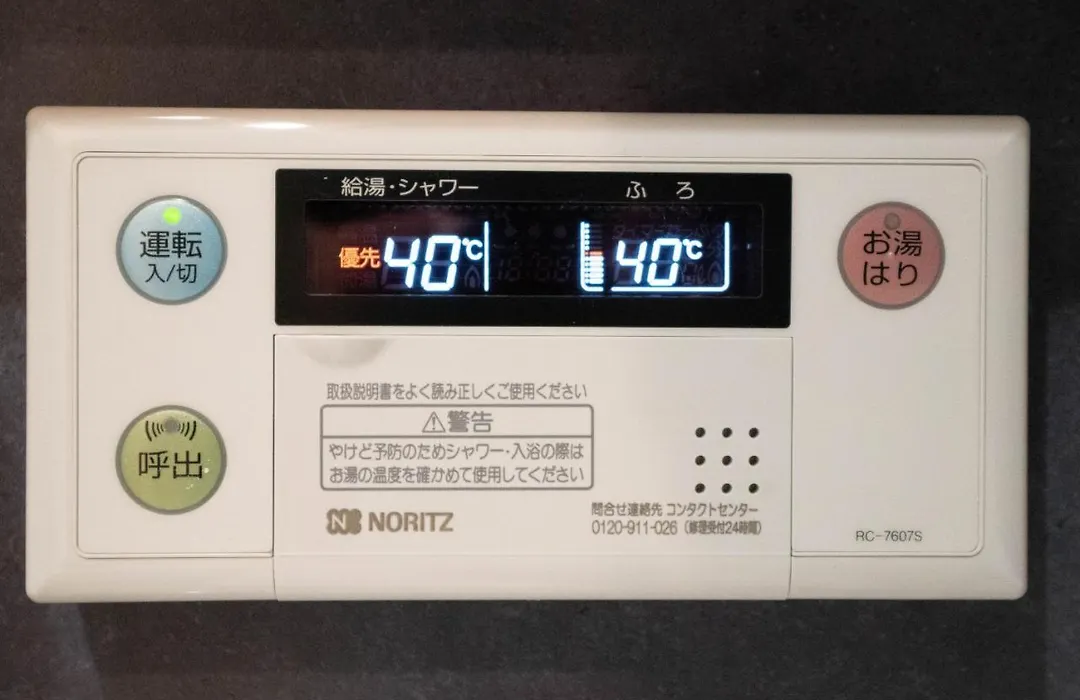 給湯・シャワー
ふろ
運転
入/切
優先 40℃
40℃
お湯
はり
呼出
取扱説明書をよく読み正しくご使用ください
⚠警告
やけど予防のためシャワー・入浴の際は
お湯の温度を確かめて使用してください
NORITZ
問合せ連絡先 コンタクトセンター
0120-911-026（修理受付24時間）
RC-7607S